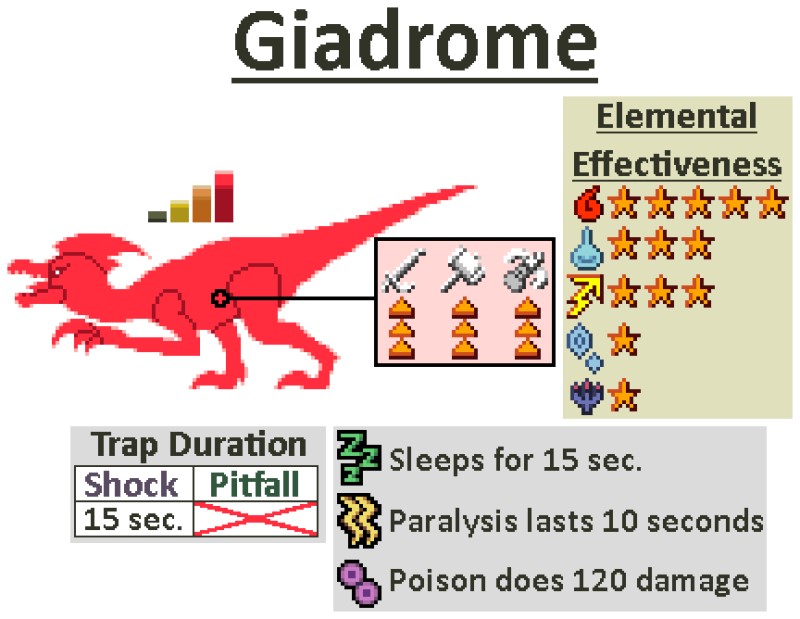 Giadrome
Elemental
Effectiveness
Trap Duration
Shock Pitfall
15 sec.
Sleeps for 15 sec.
Paralysis lasts 10 seconds
Poison does 120 damage